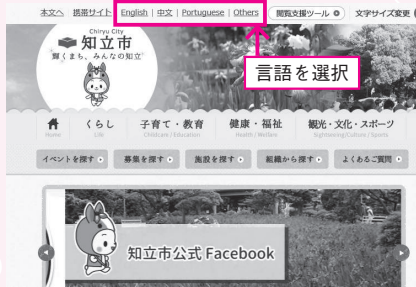 本文へ 携帯サイト English | 中文 | Portuguese | Others 閲覧支援ツール 文字サイズ変更
Chiryu City
知立市
輝くまち、みんなの知立
言語を選択
くらし 子育て・教育 健康・福祉 観光・文化・スポーツ
Home Life Childcare / Education Health / Welfare Sightseeing / Culture / Sports
イベントを探す 募集を探す 施設を探す 組織から探す よくあるご質問
知立市公式 Facebook